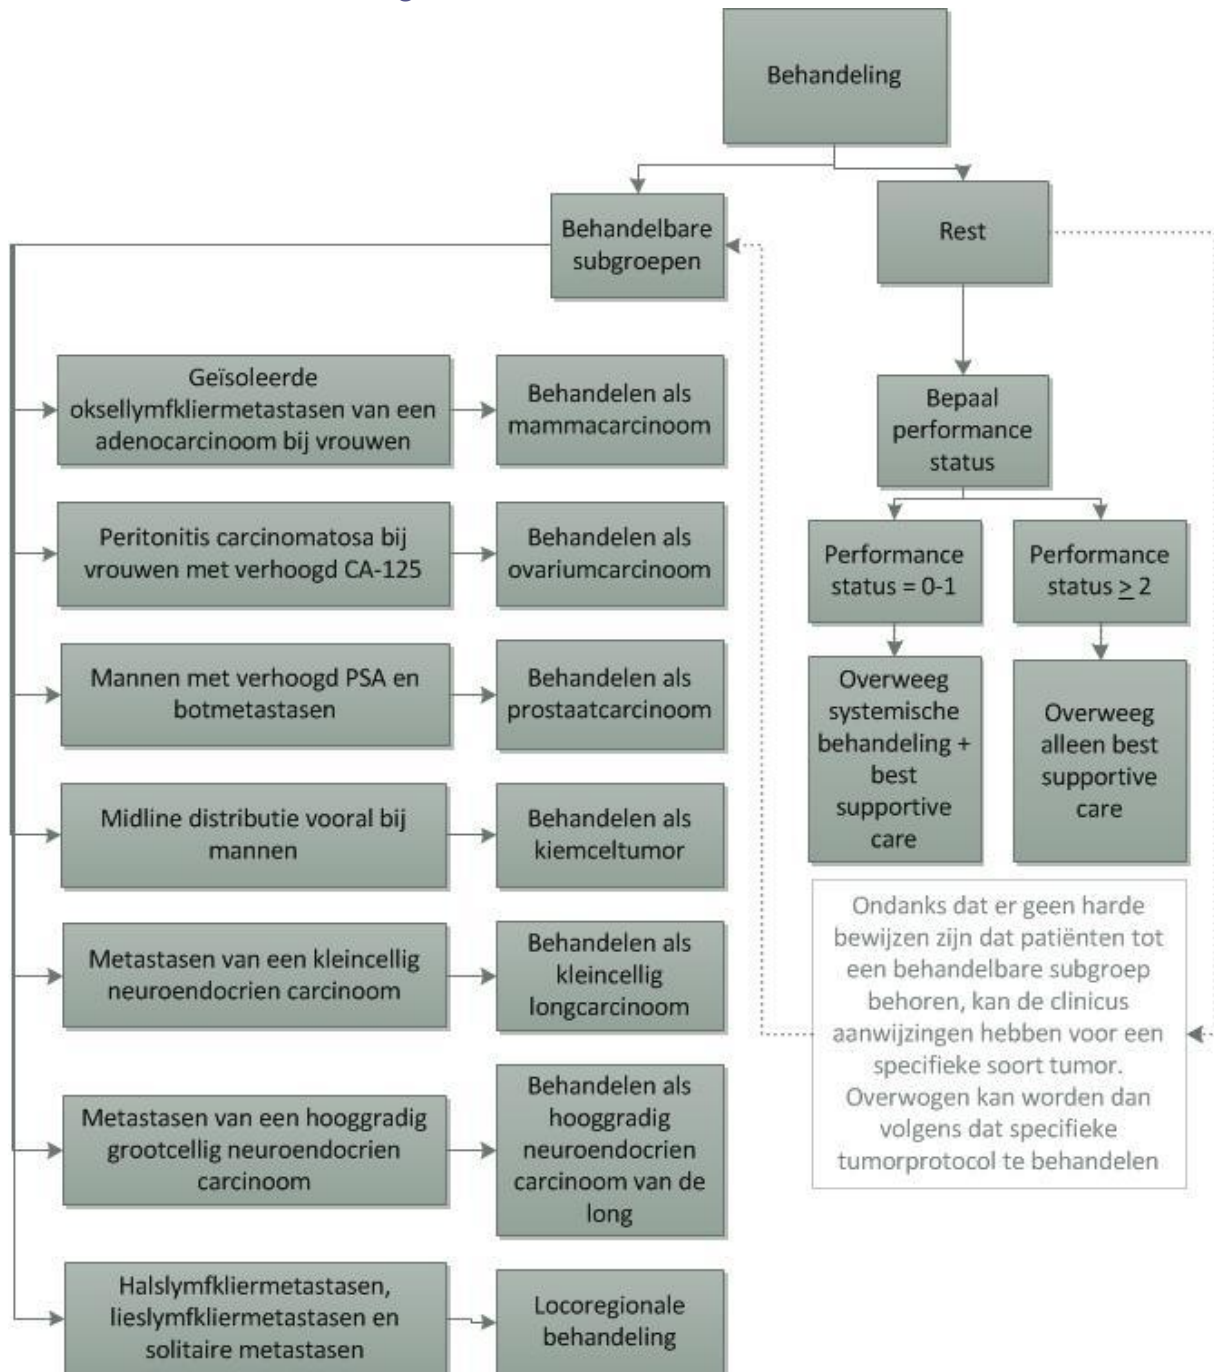 Behandeling
Behandelbare
subgroepen
Rest
Geïsoleerde
oksellymfkliermetastasen van een
adenocarcinoom bij vrouwen
Behandelen als
mammacarcinoom
Peritonitis carcinomatosa bij
vrouwen met verhoogd CA-125
Behandelen als
ovariumcarcinoom
Mannen met verhoogd PSA en
botmetastasen
Behandelen als
prostaatcarcinoom
Midline distributie vooral bij
mannen
Behandelen als
kiemceltumor
Metastasen van een kleincellig
neuroendocrien carcinoom
Behandelen als
kleincellig
longcarcinoom
Metastasen van een hooggradig
grootcellig neuroendocrien
carcinoom
Behandelen als
hooggradig
neuroendocrien
carcinoom van de
long
Halslymfkliermetastasen,
lieslymfkliermetastasen en
solitaire metastasen
Locoregionale
behandeling
Bepaal
performance
status
Performance
status = 0-1
Performance
status ≥ 2
Overweeg
systemische
behandeling +
best
supportive
care
Overweeg
alleen best
supportive
care
Ondanks dat er geen harde
bewijzen zijn dat patiënten tot
een behandelbare subgroep
behoren, kan de clinicus
aanwijzingen hebben voor een
specifieke soort tumor.
Overwogen kan worden dan
volgens dat specifieke
tumorprotocol te behandelen